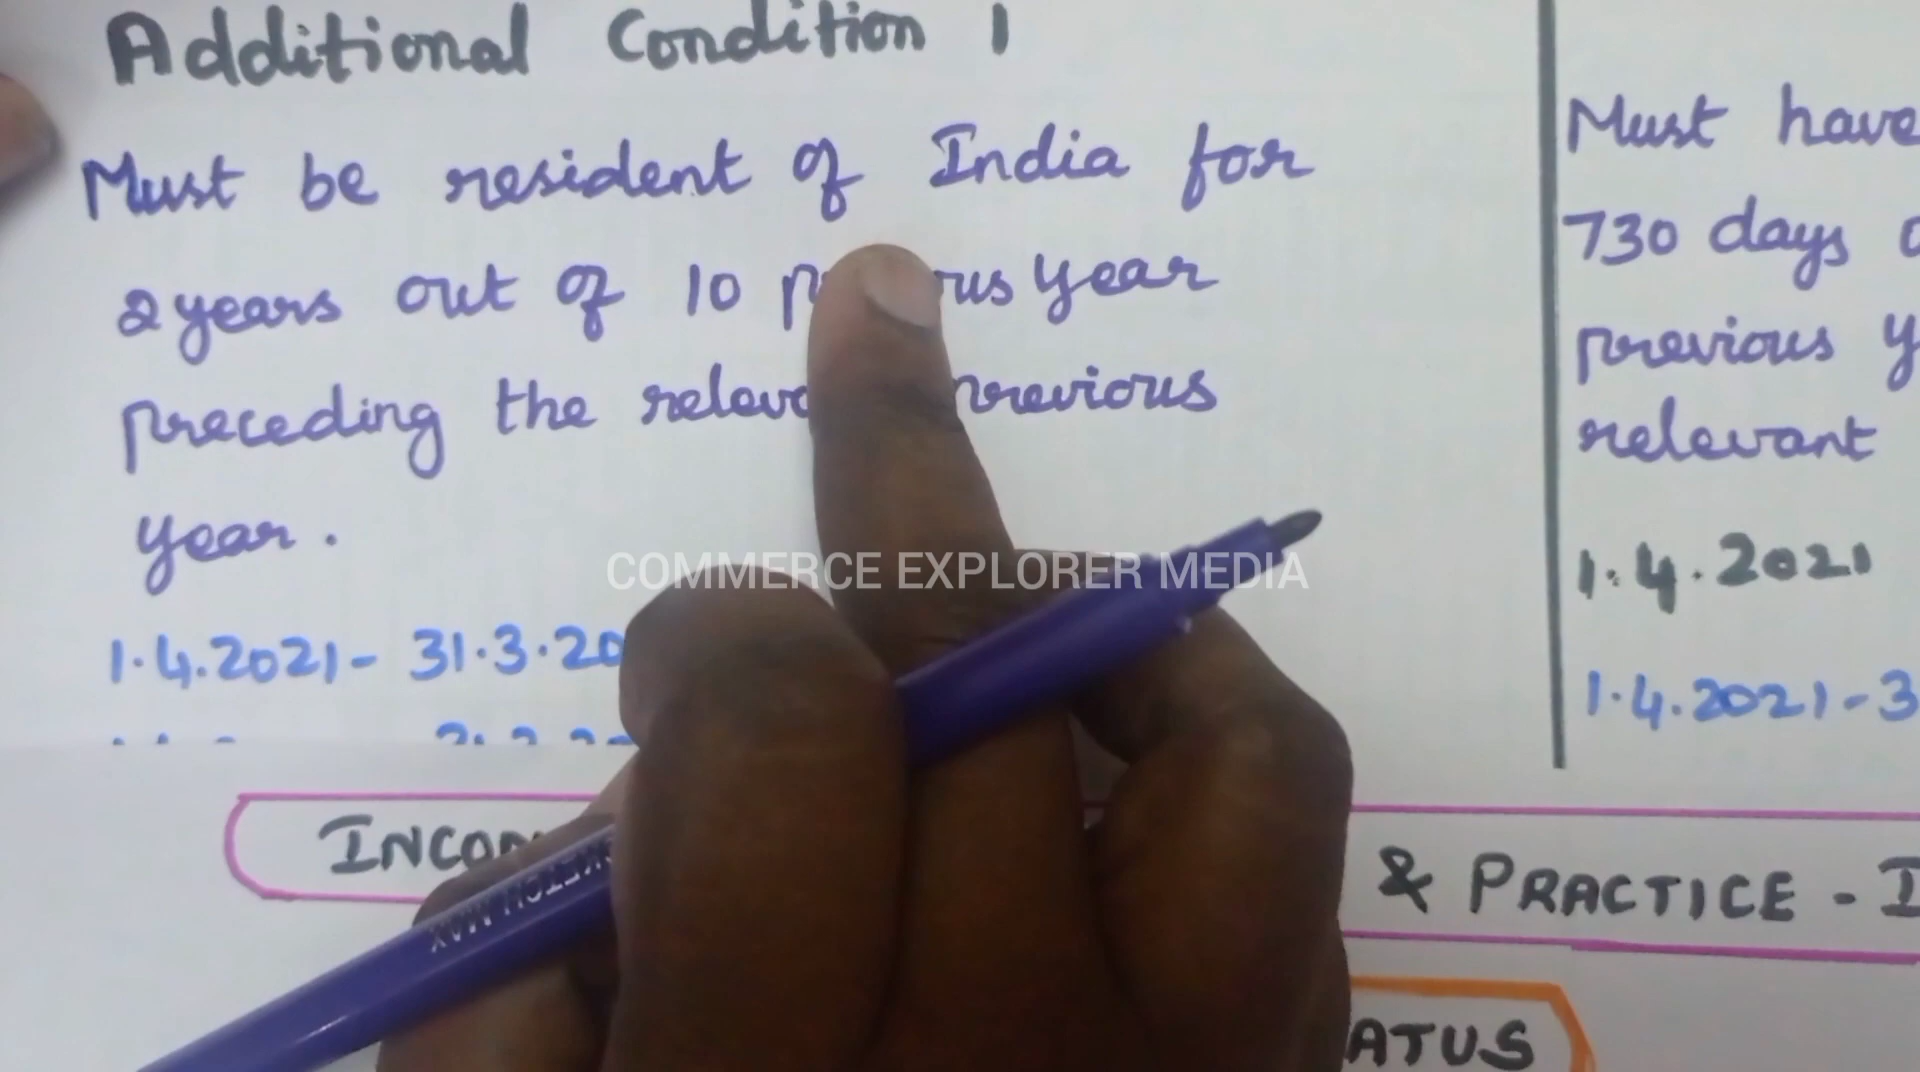 Additional Condition 1
Must be resident of India for
2 years out of 10 year
preceding the previous
year.
1.4.2021 - 31.3.20
Must have
730 days
previous y
relevant
1.4.2021
1.4.2021 - 3
COMMERCE EXPLORER MEDIA
& PRACTICE - I
ATUS